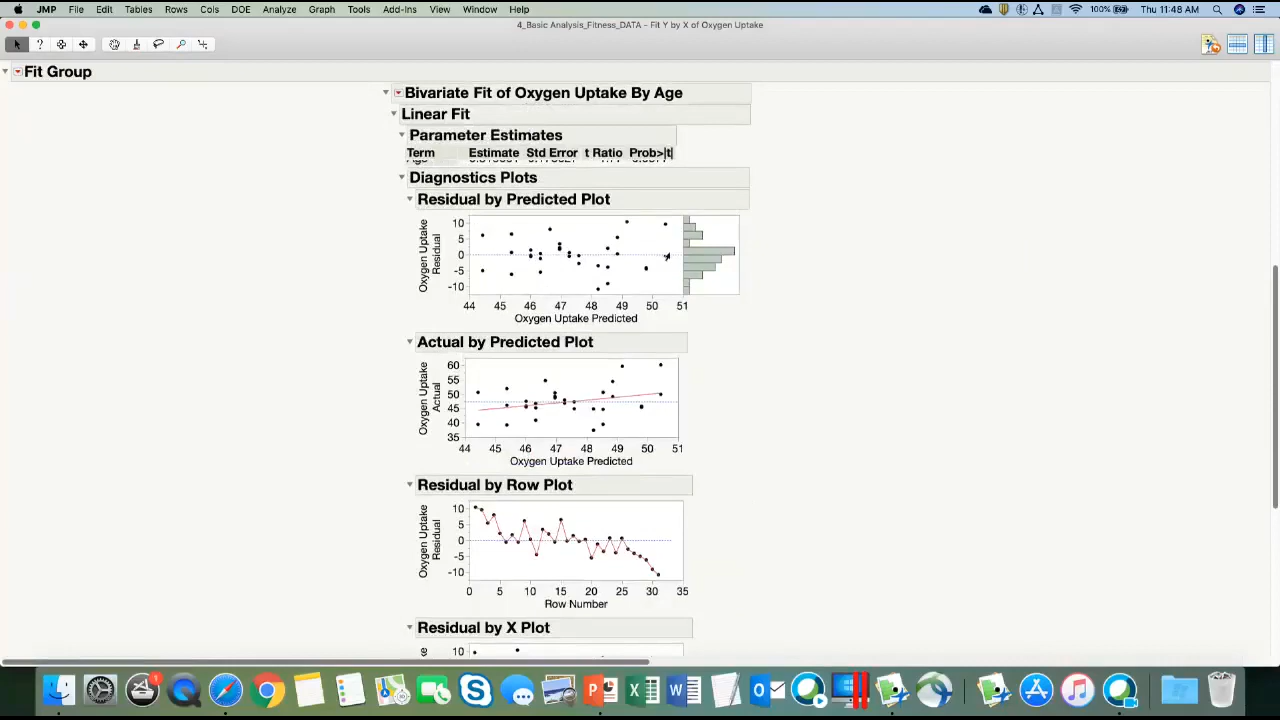 JMP File Edit Tables Rows Cols DOE Analyze Graph Tools Add-Ins View Window Help 100% Thu 11:48 AM
4_Basic Analysis_Fitness_DATA - Fit Y by X of Oxygen Uptake
?
Fit Group
Bivariate Fit of Oxygen Uptake By Age
Linear Fit
Parameter Estimates
Term Estimate Std Error t Ratio Prob>|t|
Diagnostics Plots
Residual by Predicted Plot
Oxygen Uptake
Residual
10
5
0
-5
-10
44 45 46 47 48 49 50 51
Oxygen Uptake Predicted
Actual by Predicted Plot
Oxygen Uptake
Actual
60
55
50
45
40
35
44 45 46 47 48 49 50 51
Oxygen Uptake Predicted
Residual by Row Plot
Oxygen Uptake
Residual
10
5
0
-5
-10
0 5 10 15 20 25 30 35
Row Number
Residual by X Plot
10
1